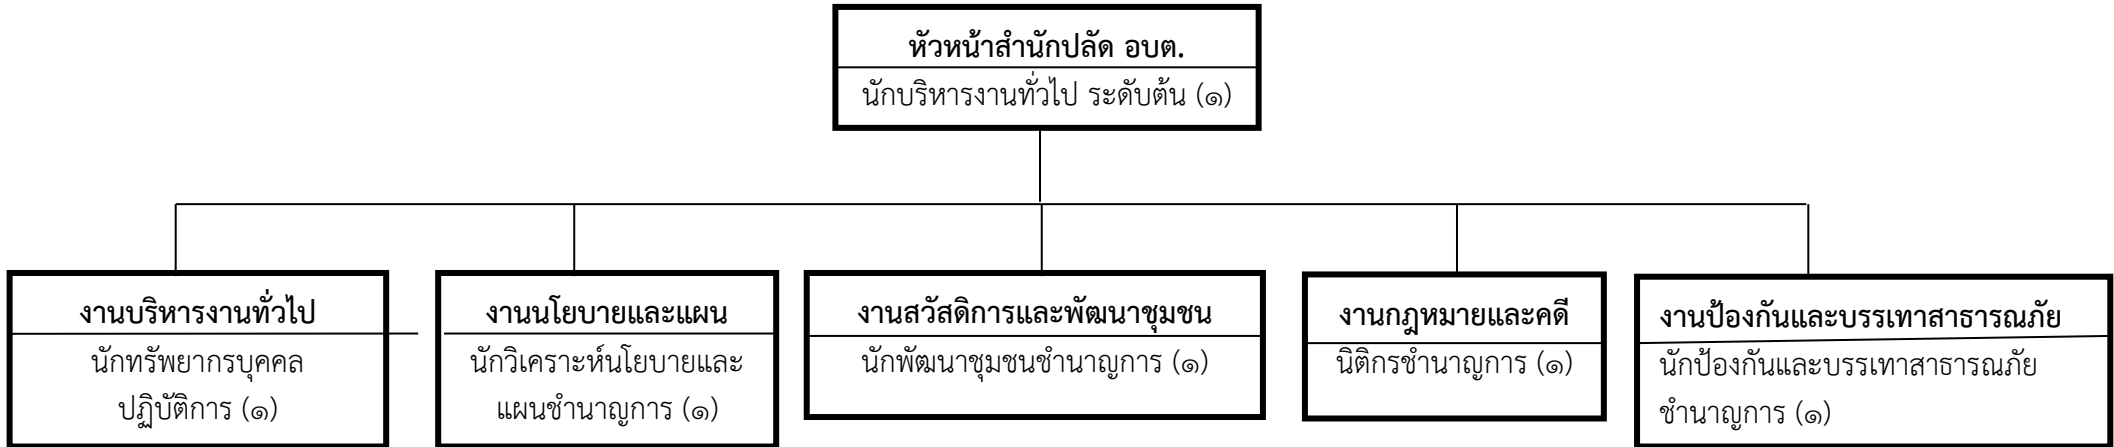 หัวหน้าสำนักปลัด อบต.
นักบริหารงานทั่วไป ระดับต้น (๑)
งานบริหารงานทั่วไป
นักทรัพยากรบุคคล
ปฏิบัติการ (๑)
งานนโยบายและแผน
นักวิเคราะห์นโยบายและ
แผนชำนาญการ (๑)
งานสวัสดิการและพัฒนาชุมชน
นักพัฒนาชุมชนชำนาญการ (๑)
งานกฎหมายและคดี
นิติกรชำนาญการ (๑)
งานป้องกันและบรรเทาสาธารณภัย
นักป้องกันและบรรเทาสาธารณภัย
ชำนาญการ (๑)